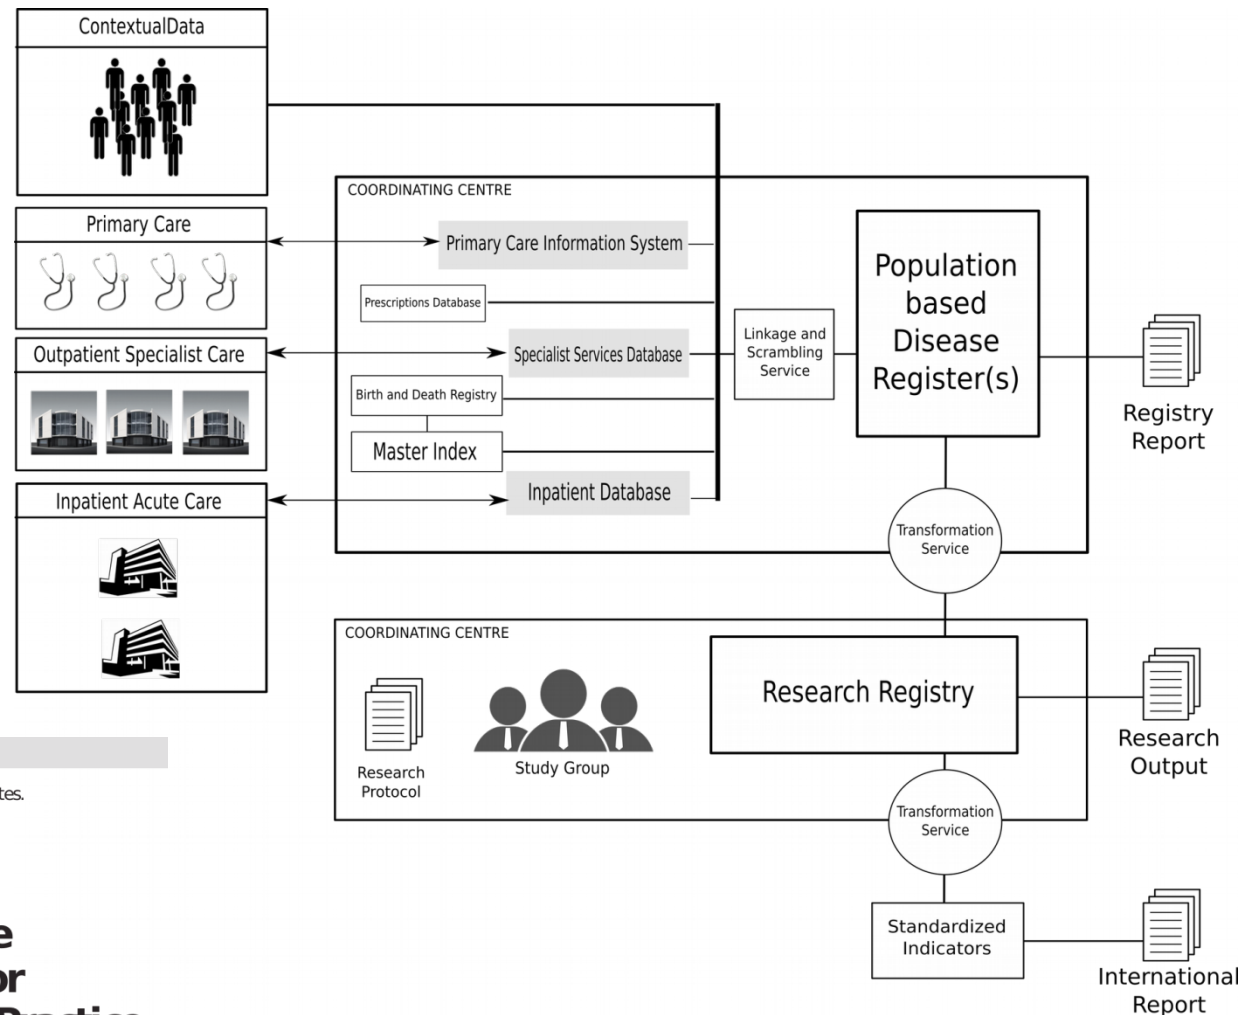 ContextualData
COORDINATING CENTRE
Primary Care
Primary Care Information System
Prescriptions Database
Outpatient Specialist Care
Specialist Services Database
Birth and Death Registry
Master Index
Inpatient Acute Care
Inpatient Database
Linkage and
Scrambling
Service
Population
based
Disease
Register(s)
Registry
Report
Transformation
Service
COORDINATING CENTRE
Research
Protocol
Study Group
Research Registry
Research
Output
Transformation
Service
Standardized
Indicators
International
Report